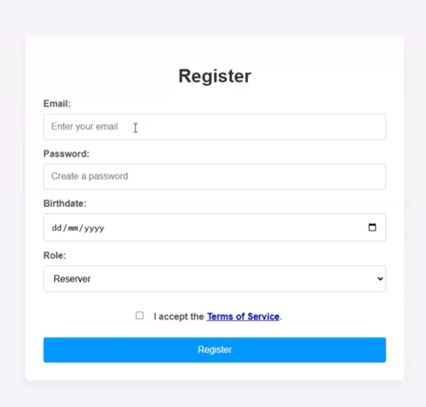 Register
Email:
Enter your email
Password:
Create a password
Birthdate:
dd/mm/yyyy
Role:
Reserver
I accept the Terms of Service.
Register